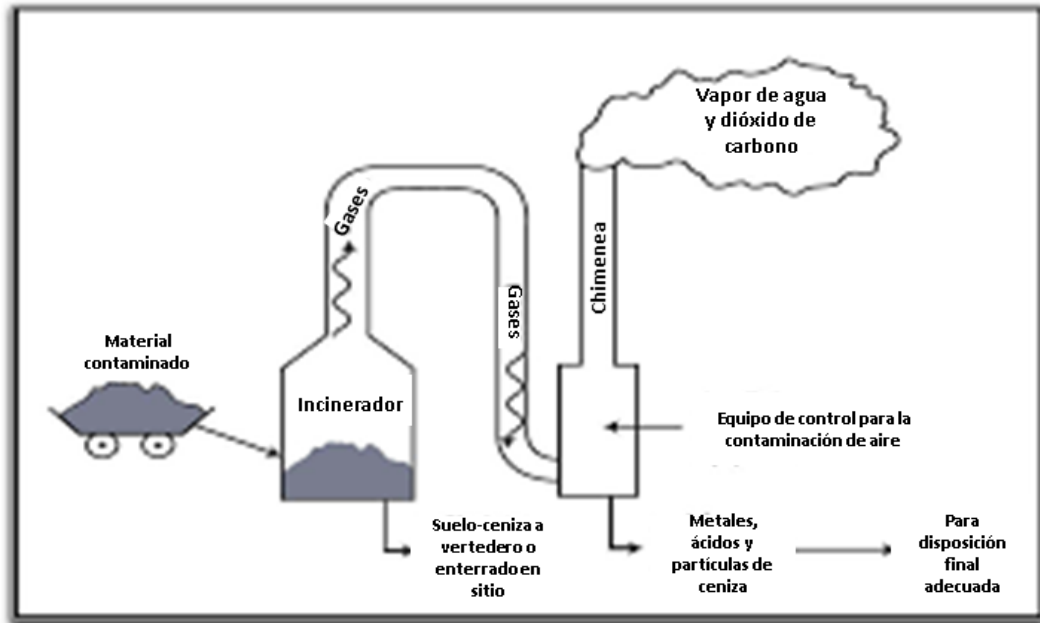 Material
contaminado
Incinerador
Gases
Gases
Chimenea
Vapor de agua
y dióxido de
carbono
Equipo de control para la
contaminación de aire
Suelo-ceniza a
vertedero o
enterrado en
sitio
Metales,
ácidos y
partículas de
ceniza
Para
disposición
final
adecuada